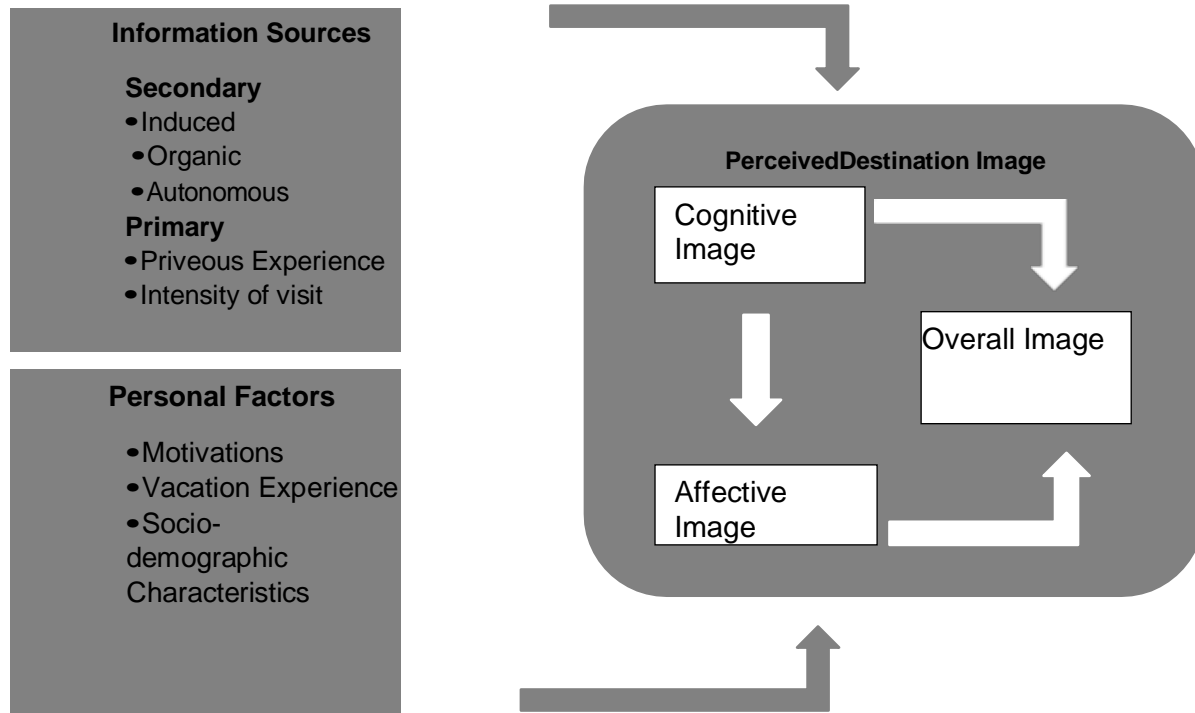 Information Sources
Secondary
•Induced
•Organic
•Autonomous
Primary
•Priveous Experience
•Intensity of visit
Personal Factors
•Motivations
•Vacation Experience
•Socio-
demographic
Characteristics
PerceivedDestination Image
Cognitive
Image
Overall Image
Affective
Image